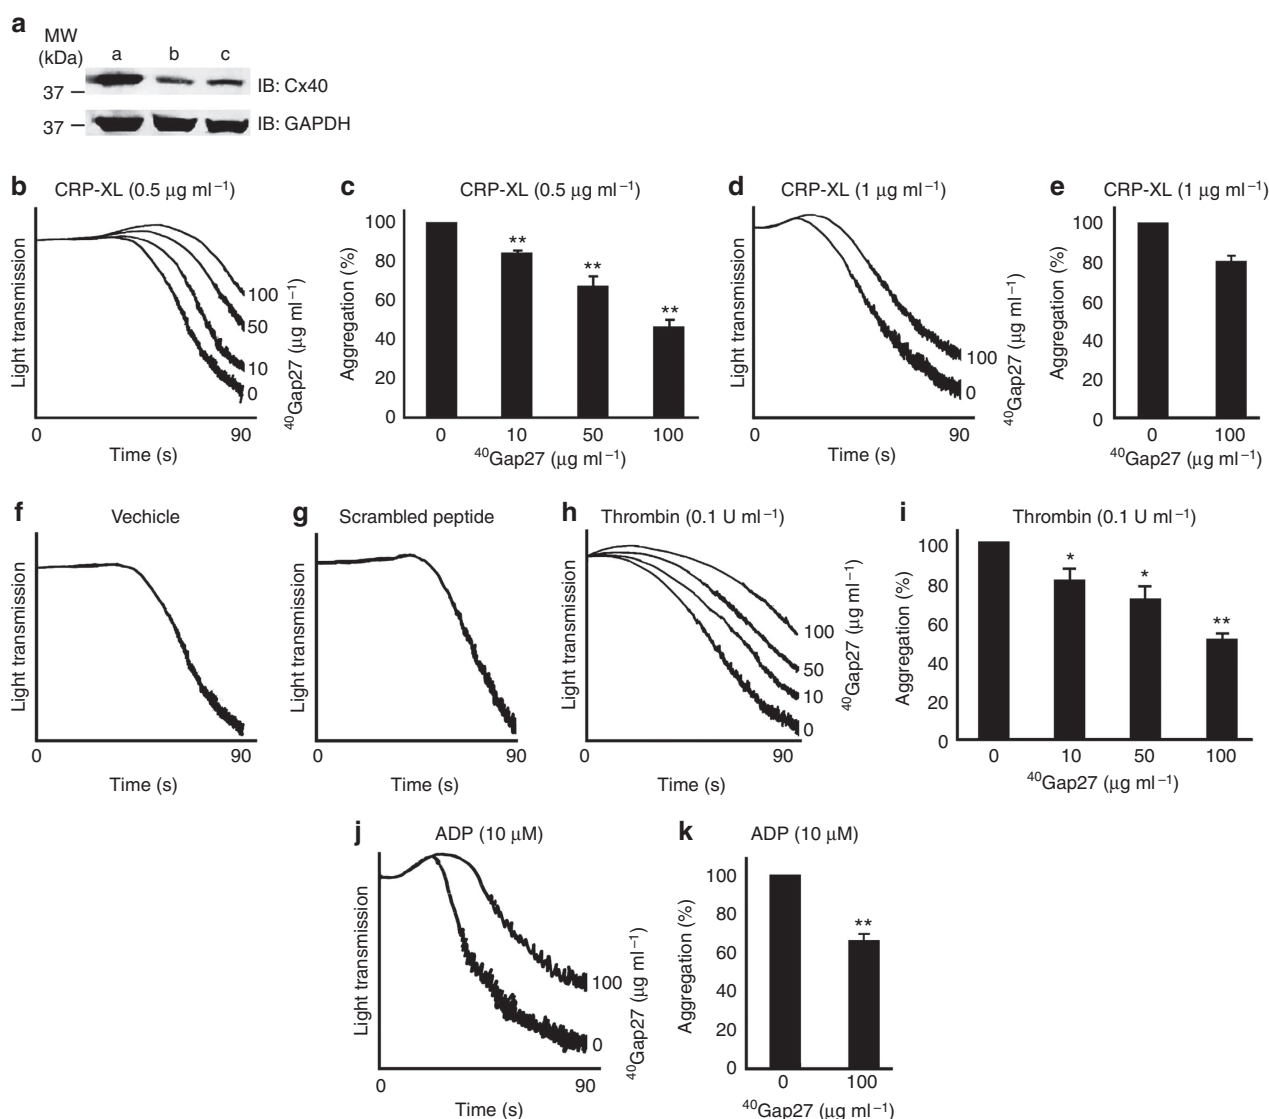 a
MW
(kDa)
a b c
37
IB: Cx40
37
IB: GAPDH
b
CRP-XL (0.5 μg ml⁻¹)
Light transmission
100
50
10
0
⁴⁰Gap27 (μg ml⁻¹)
0 90
Time (s)
c
CRP-XL (0.5 μg ml⁻¹)
Aggregation (%)
100
80
60
40
20
0
**
**
**
0 10 50 100
⁴⁰Gap27 (μg ml⁻¹)
d
CRP-XL (1 μg ml⁻¹)
Light transmission
100
0
⁴⁰Gap27 (μg ml⁻¹)
0 90
Time (s)
e
CRP-XL (1 μg ml⁻¹)
Aggregation (%)
100
80
60
40
20
0
0 100
⁴⁰Gap27 (μg ml⁻¹)
f
Vechicle
Light transmission
0 90
Time (s)
g
Scrambled peptide
Light transmission
0 90
Time (s)
h
Thrombin (0.1 U ml⁻¹)
Light transmission
100
50
10
0
⁴⁰Gap27 (μg ml⁻¹)
0 90
Time (s)
i
Thrombin (0.1 U ml⁻¹)
Aggregation (%)
100
80
60
40
20
0
*
*
**
0 10 50 100
⁴⁰Gap27 (μg ml⁻¹)
j
ADP (10 μM)
Light transmission
100
0
⁴⁰Gap27 (μg ml⁻¹)
0 90
Time (s)
k
ADP (10 μM)
Aggregation (%)
100
80
60
40
20
0
**
0 100
⁴⁰Gap27 (μg ml⁻¹)